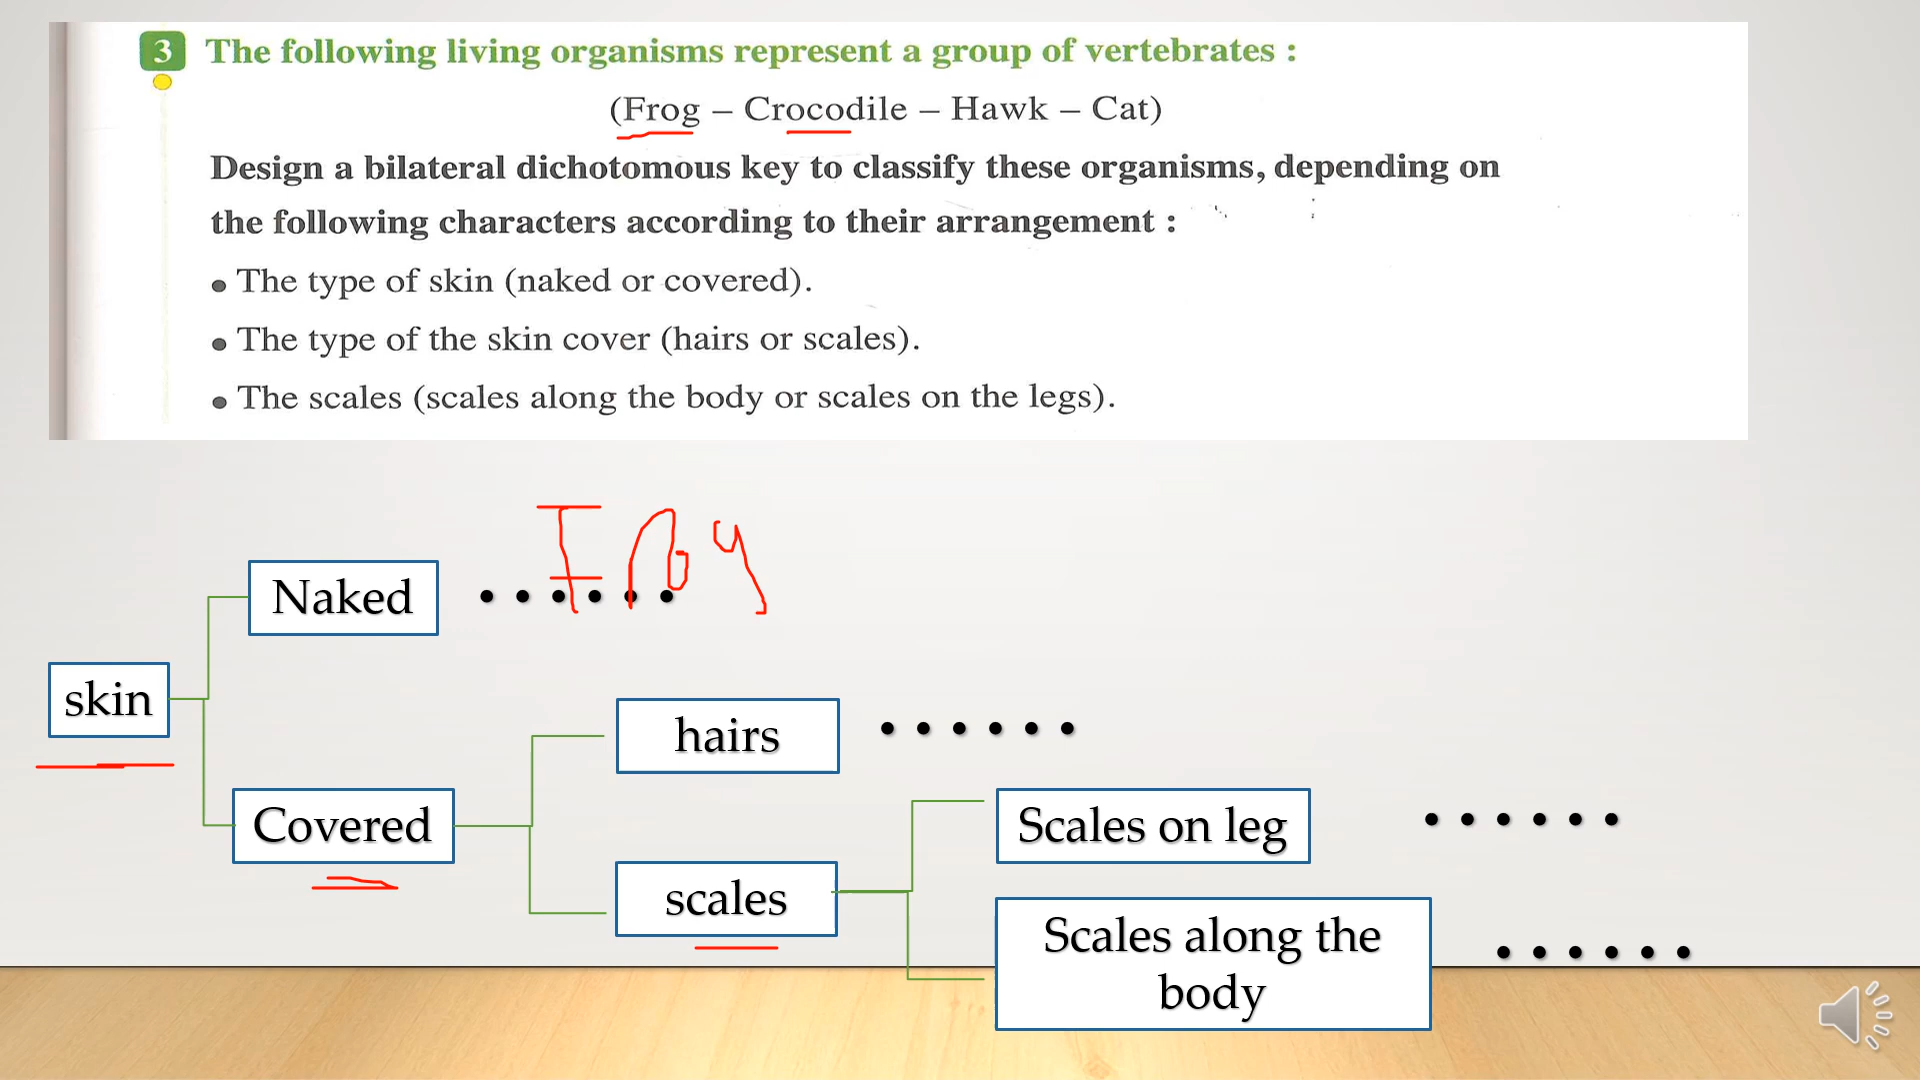 3 The following living organisms represent a group of vertebrates :
(Frog – Crocodile – Hawk – Cat)
Design a bilateral dichotomous key to classify these organisms, depending on
the following characters according to their arrangement :
• The type of skin (naked or covered).
• The type of the skin cover (hairs or scales).
• The scales (scales along the body or scales on the legs).
Naked ......
skin
hairs ......
Covered
Scales on leg ......
scales
Scales along the
body ......